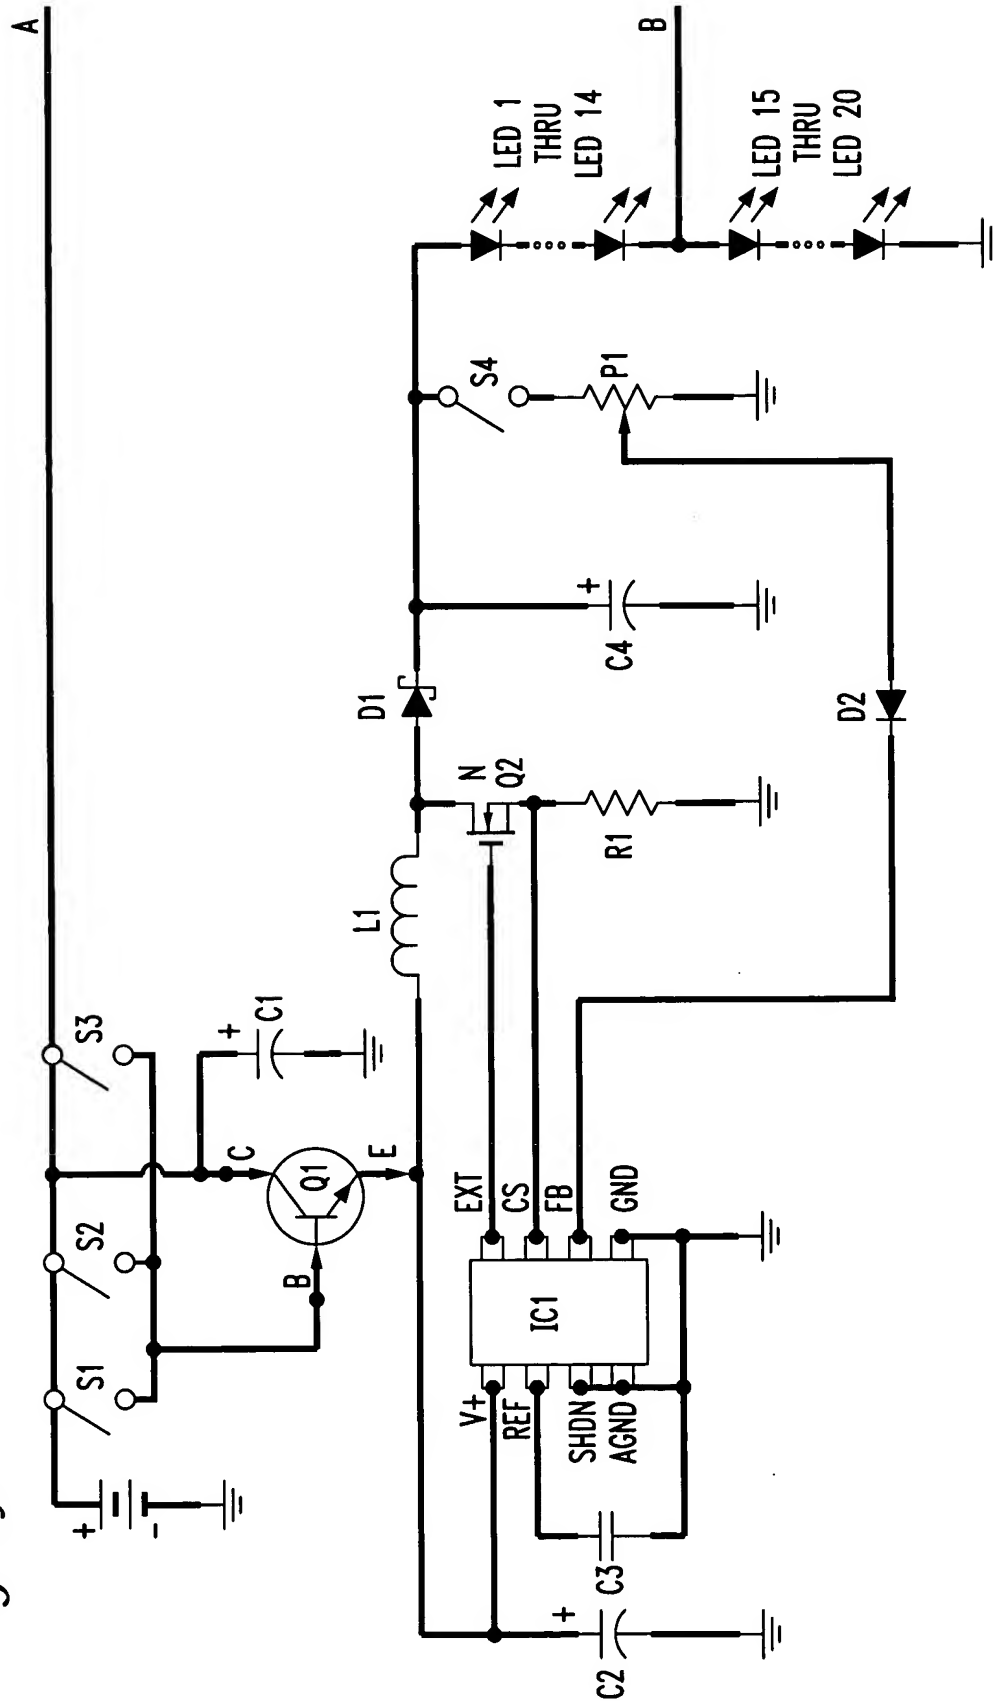 A
S1
S2
S3
+
-
C
B
Q1
E
+
C1
L1
D1
N
Q2
R1
+
C4
S4
P1
D2
LED 1
THRU
LED 14
B
LED 15
THRU
LED 20
V+
REF
SHDN
AGND
IC1
EXT
CS
FB
GND
C3
+
C2